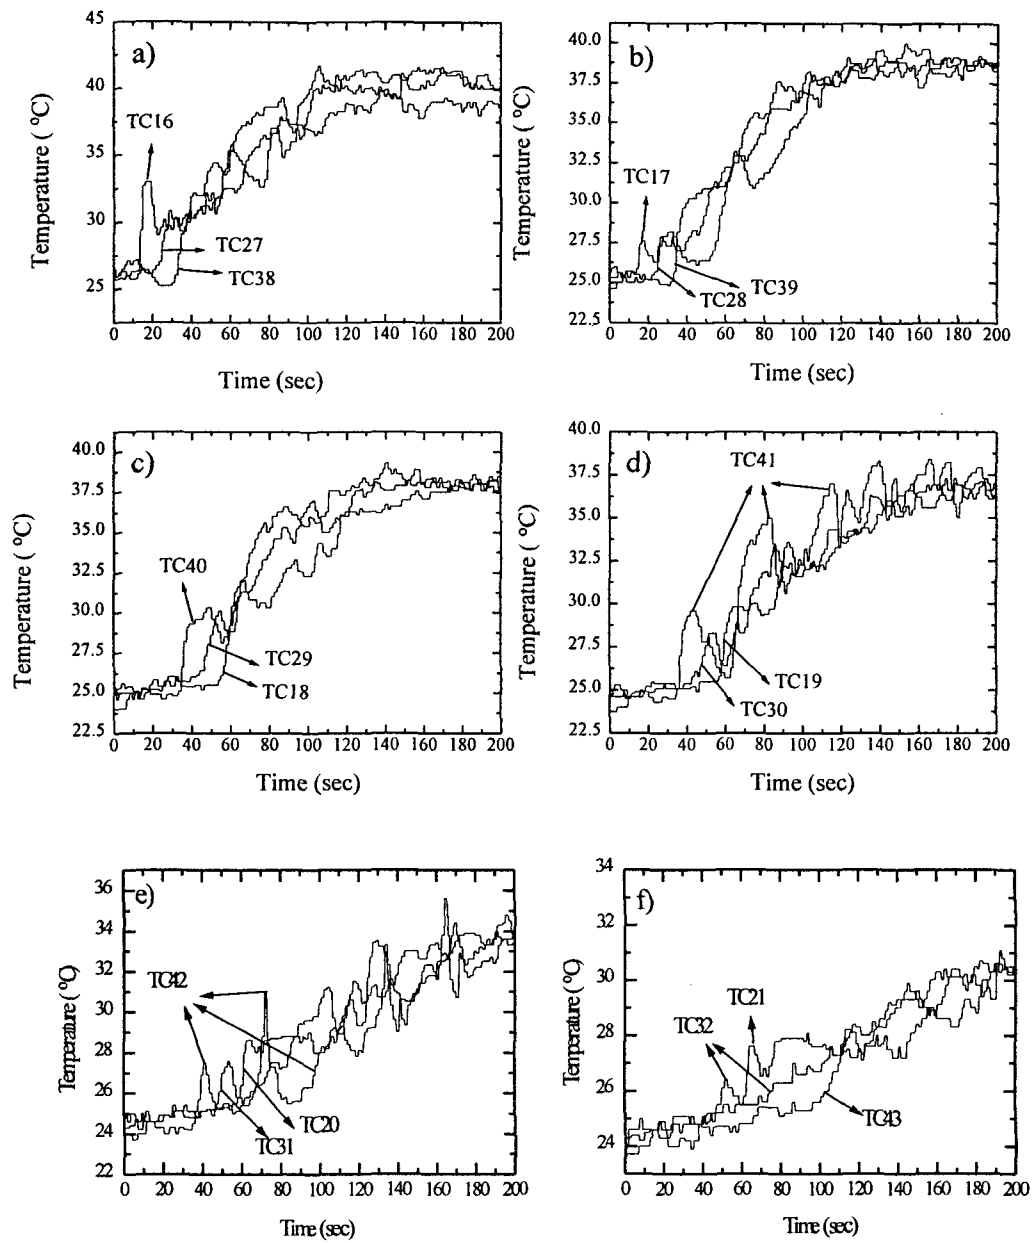 a)
45
40
35
30
25
Temperature ( °C)
TC16
TC27
TC38
0 20 40 60 80 100 120 140 160 180 200
Time (sec)
b)
40.0
37.5
35.0
32.5
30.0
27.5
25.0
22.5
Temperature ( °C)
TC17
TC28
TC39
0 20 40 60 80 100 120 140 160 180 200
Time (sec)
c)
40.0
37.5
35.0
32.5
30.0
27.5
25.0
22.5
Temperature ( °C)
TC40
TC29
TC18
0 20 40 60 80 100 120 140 160 180 200
Time (sec)
d)
40.0
37.5
35.0
32.5
30.0
27.5
25.0
22.5
Temperature ( °C)
TC41
TC19
TC30
0 20 40 60 80 100 120 140 160 180 200
Time (sec)
e)
36
34
32
30
28
26
24
22
Temperature ( °C)
TC42
TC20
TC31
0 20 40 60 80 100 120 140 160 180 200
Time (sec)
f)
34
32
30
28
26
24
Temperature ( °C)
TC21
TC32
TC43
0 20 40 60 80 100 120 140 160 180 200
Time (sec)